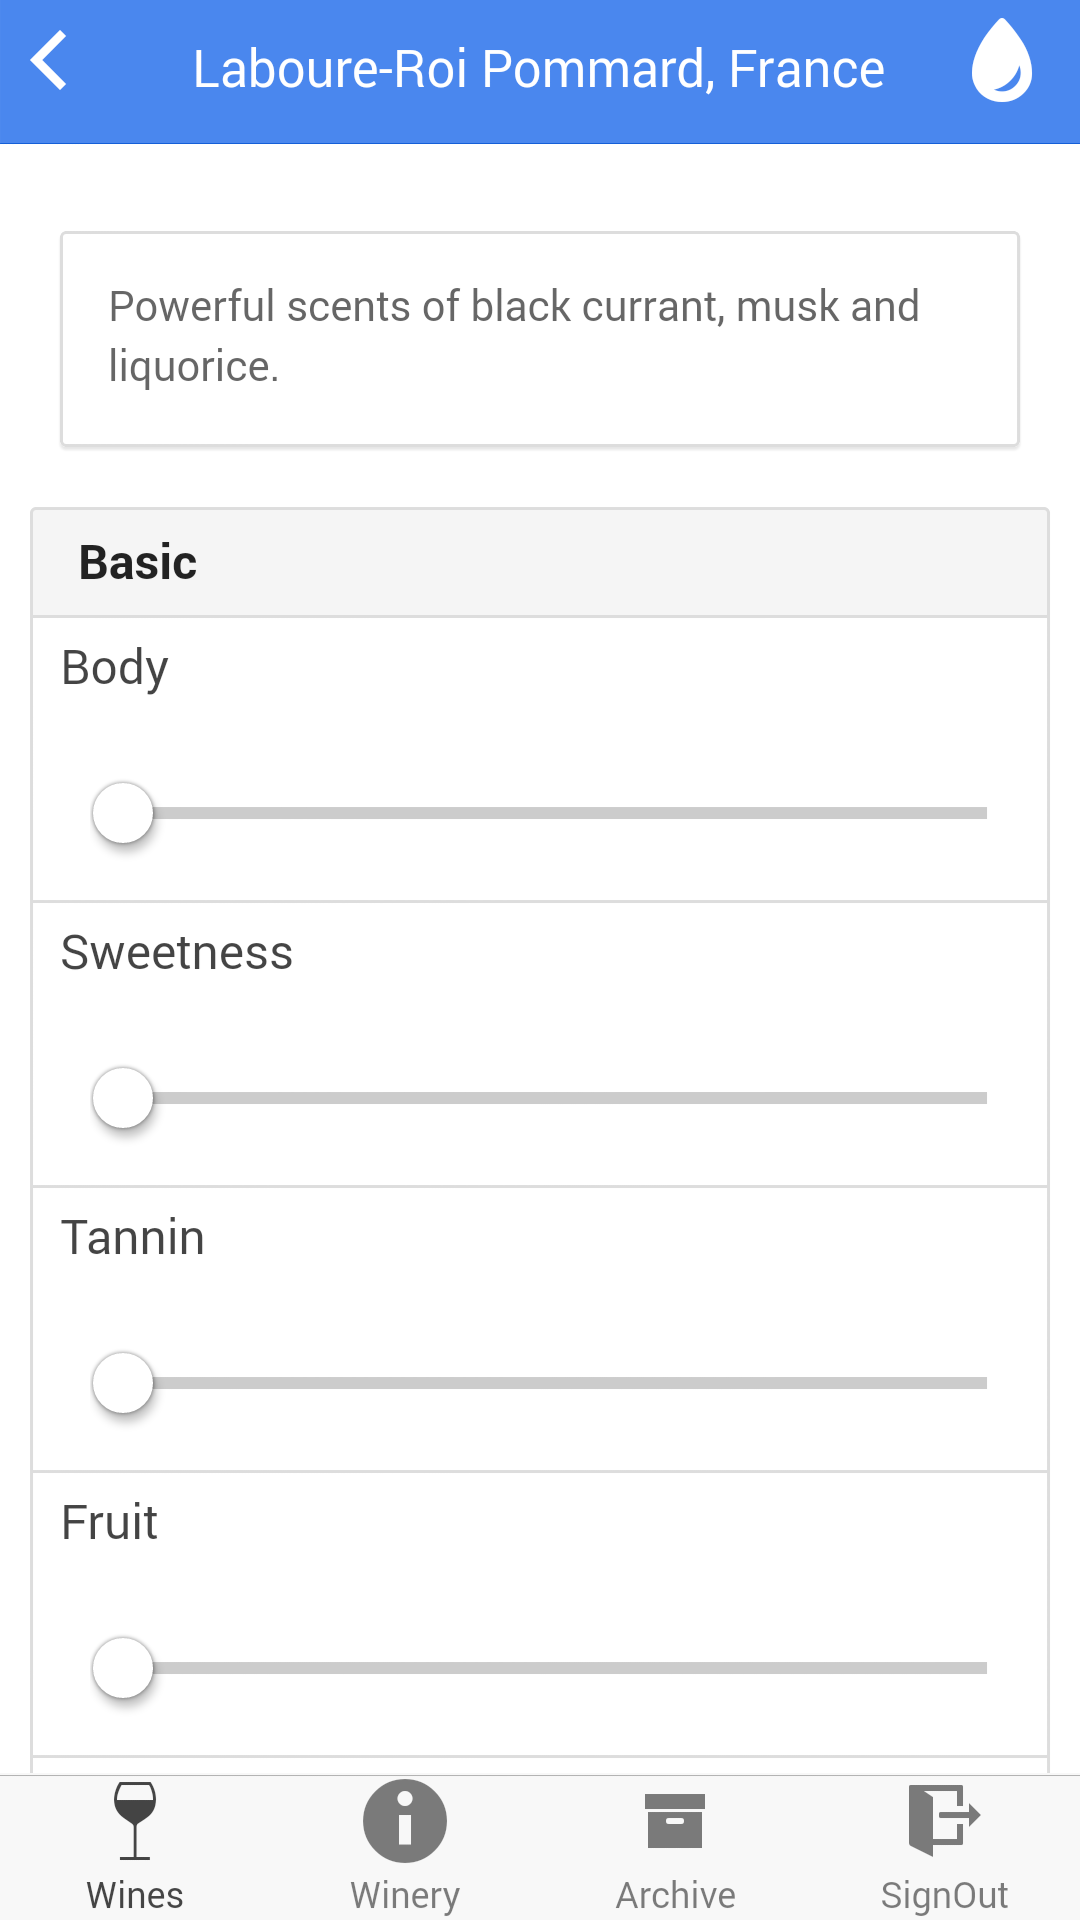 Laboure-Roi Pommard, France
Powerful scents of black currant, musk and
liquorice.
Basic
Body
Sweetness
Tannin
Fruit
Wines
Winery
Archive
SignOut